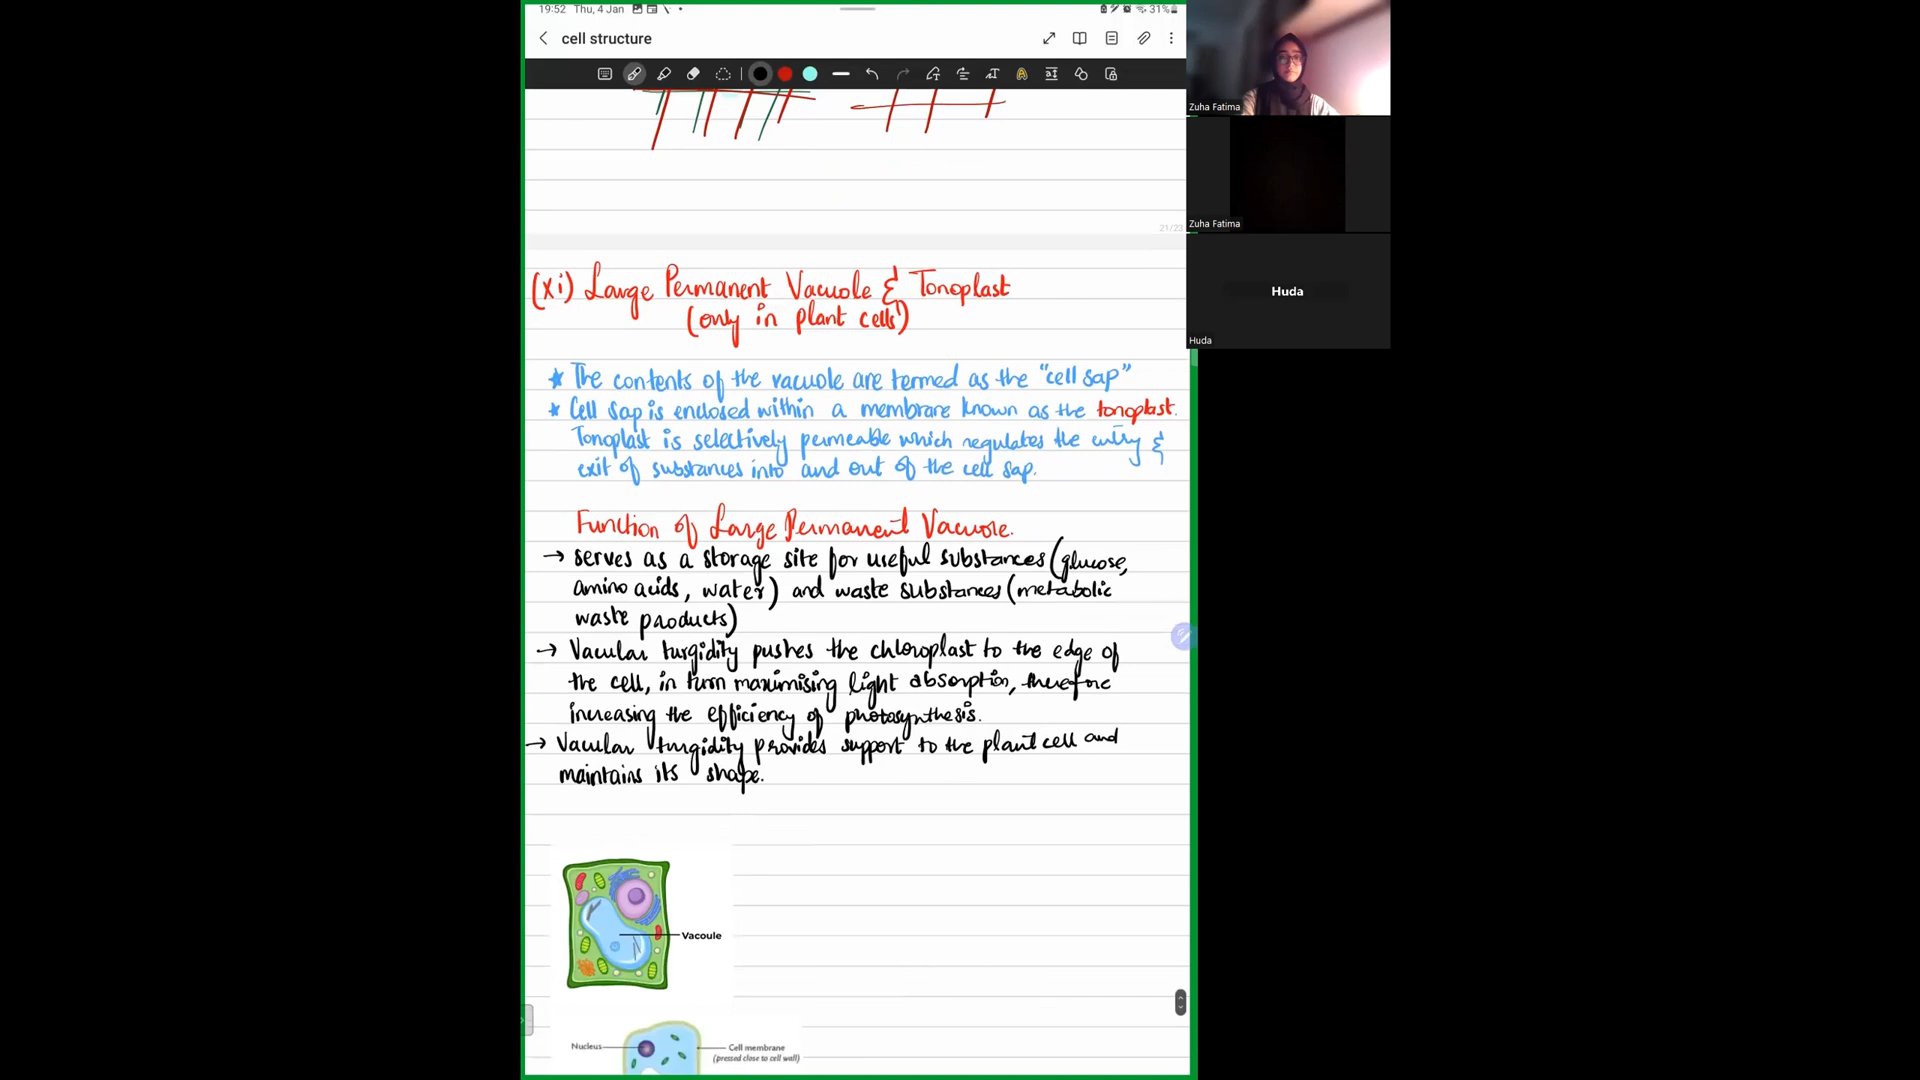 19:52 Thu, 4 Jan
31%
cell structure
21/23
(xi) Large Permanent Vacuole & Tonoplast
(only in plant cells)
★ The contents of the vacuole are termed as the "cell sap"
★ Cell sap is enclosed within a membrane known as the tonoplast.
Tonoplast is selectively permeable which regulates the entry &
exit of substances into and out of the cell sap.
Function of Large Permanent Vacuole.
→ serves as a storage site for useful substances (glucose,
amino acids, water) and waste substances (metabolic
waste products)
→ Vacular turgidity pushes the chloroplast to the edge of
the cell, in turn maximising light absorption, therefore
increasing the efficiency of photosynthesis.
→ Vacular turgidity provides support to the plant cell and
maintains its shape.
Vacoule
Nucleus
Cell membrane
(pressed close to cell wall)
Zuha Fatima
Zuha Fatima
Huda
Huda